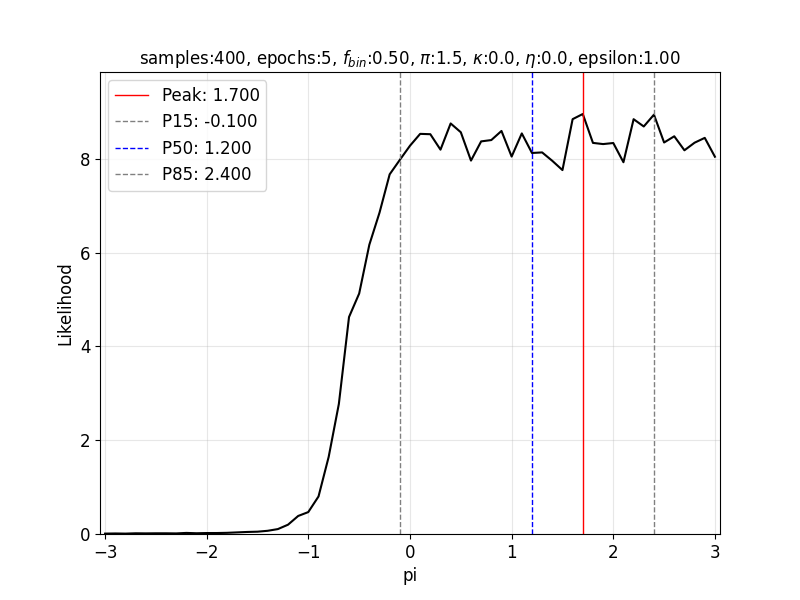 samples:400, epochs:5, f_bin:0.50, π:1.5, κ:0.0, η:0.0, epsilon:1.00
Peak: 1.700
P15: -0.100
P50: 1.200
P85: 2.400
Likelihood
8
6
4
2
0
−3 −2 −1 0 1 2 3
pi